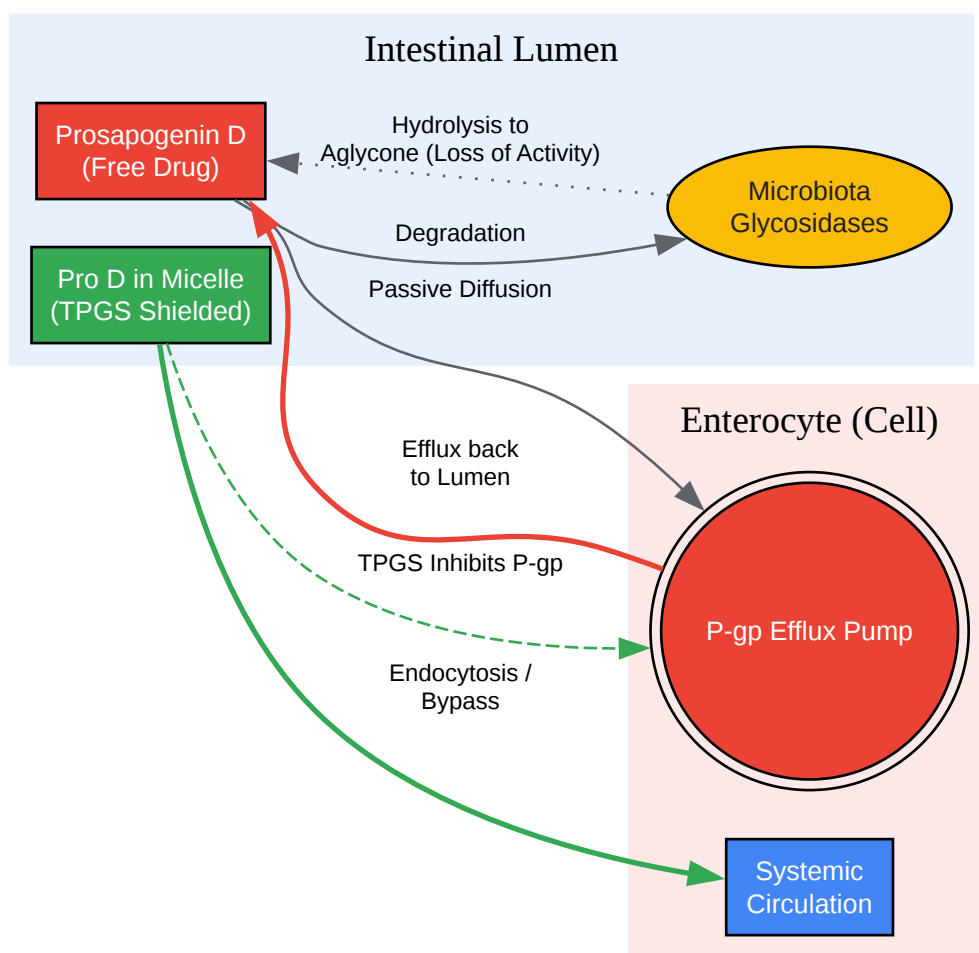 Intestinal Lumen
Prosapogenin D
(Free Drug)
Hydrolysis to
Aglycone (Loss of Activity)
Microbiota
Glycosidases
Degradation
Pro D in Micelle
(TPGS Shielded)
Passive Diffusion
Enterocyte (Cell)
Efflux back
to Lumen
TPGS Inhibits P-gp
P-gp Efflux Pump
Endocytosis /
Bypass
Systemic
Circulation